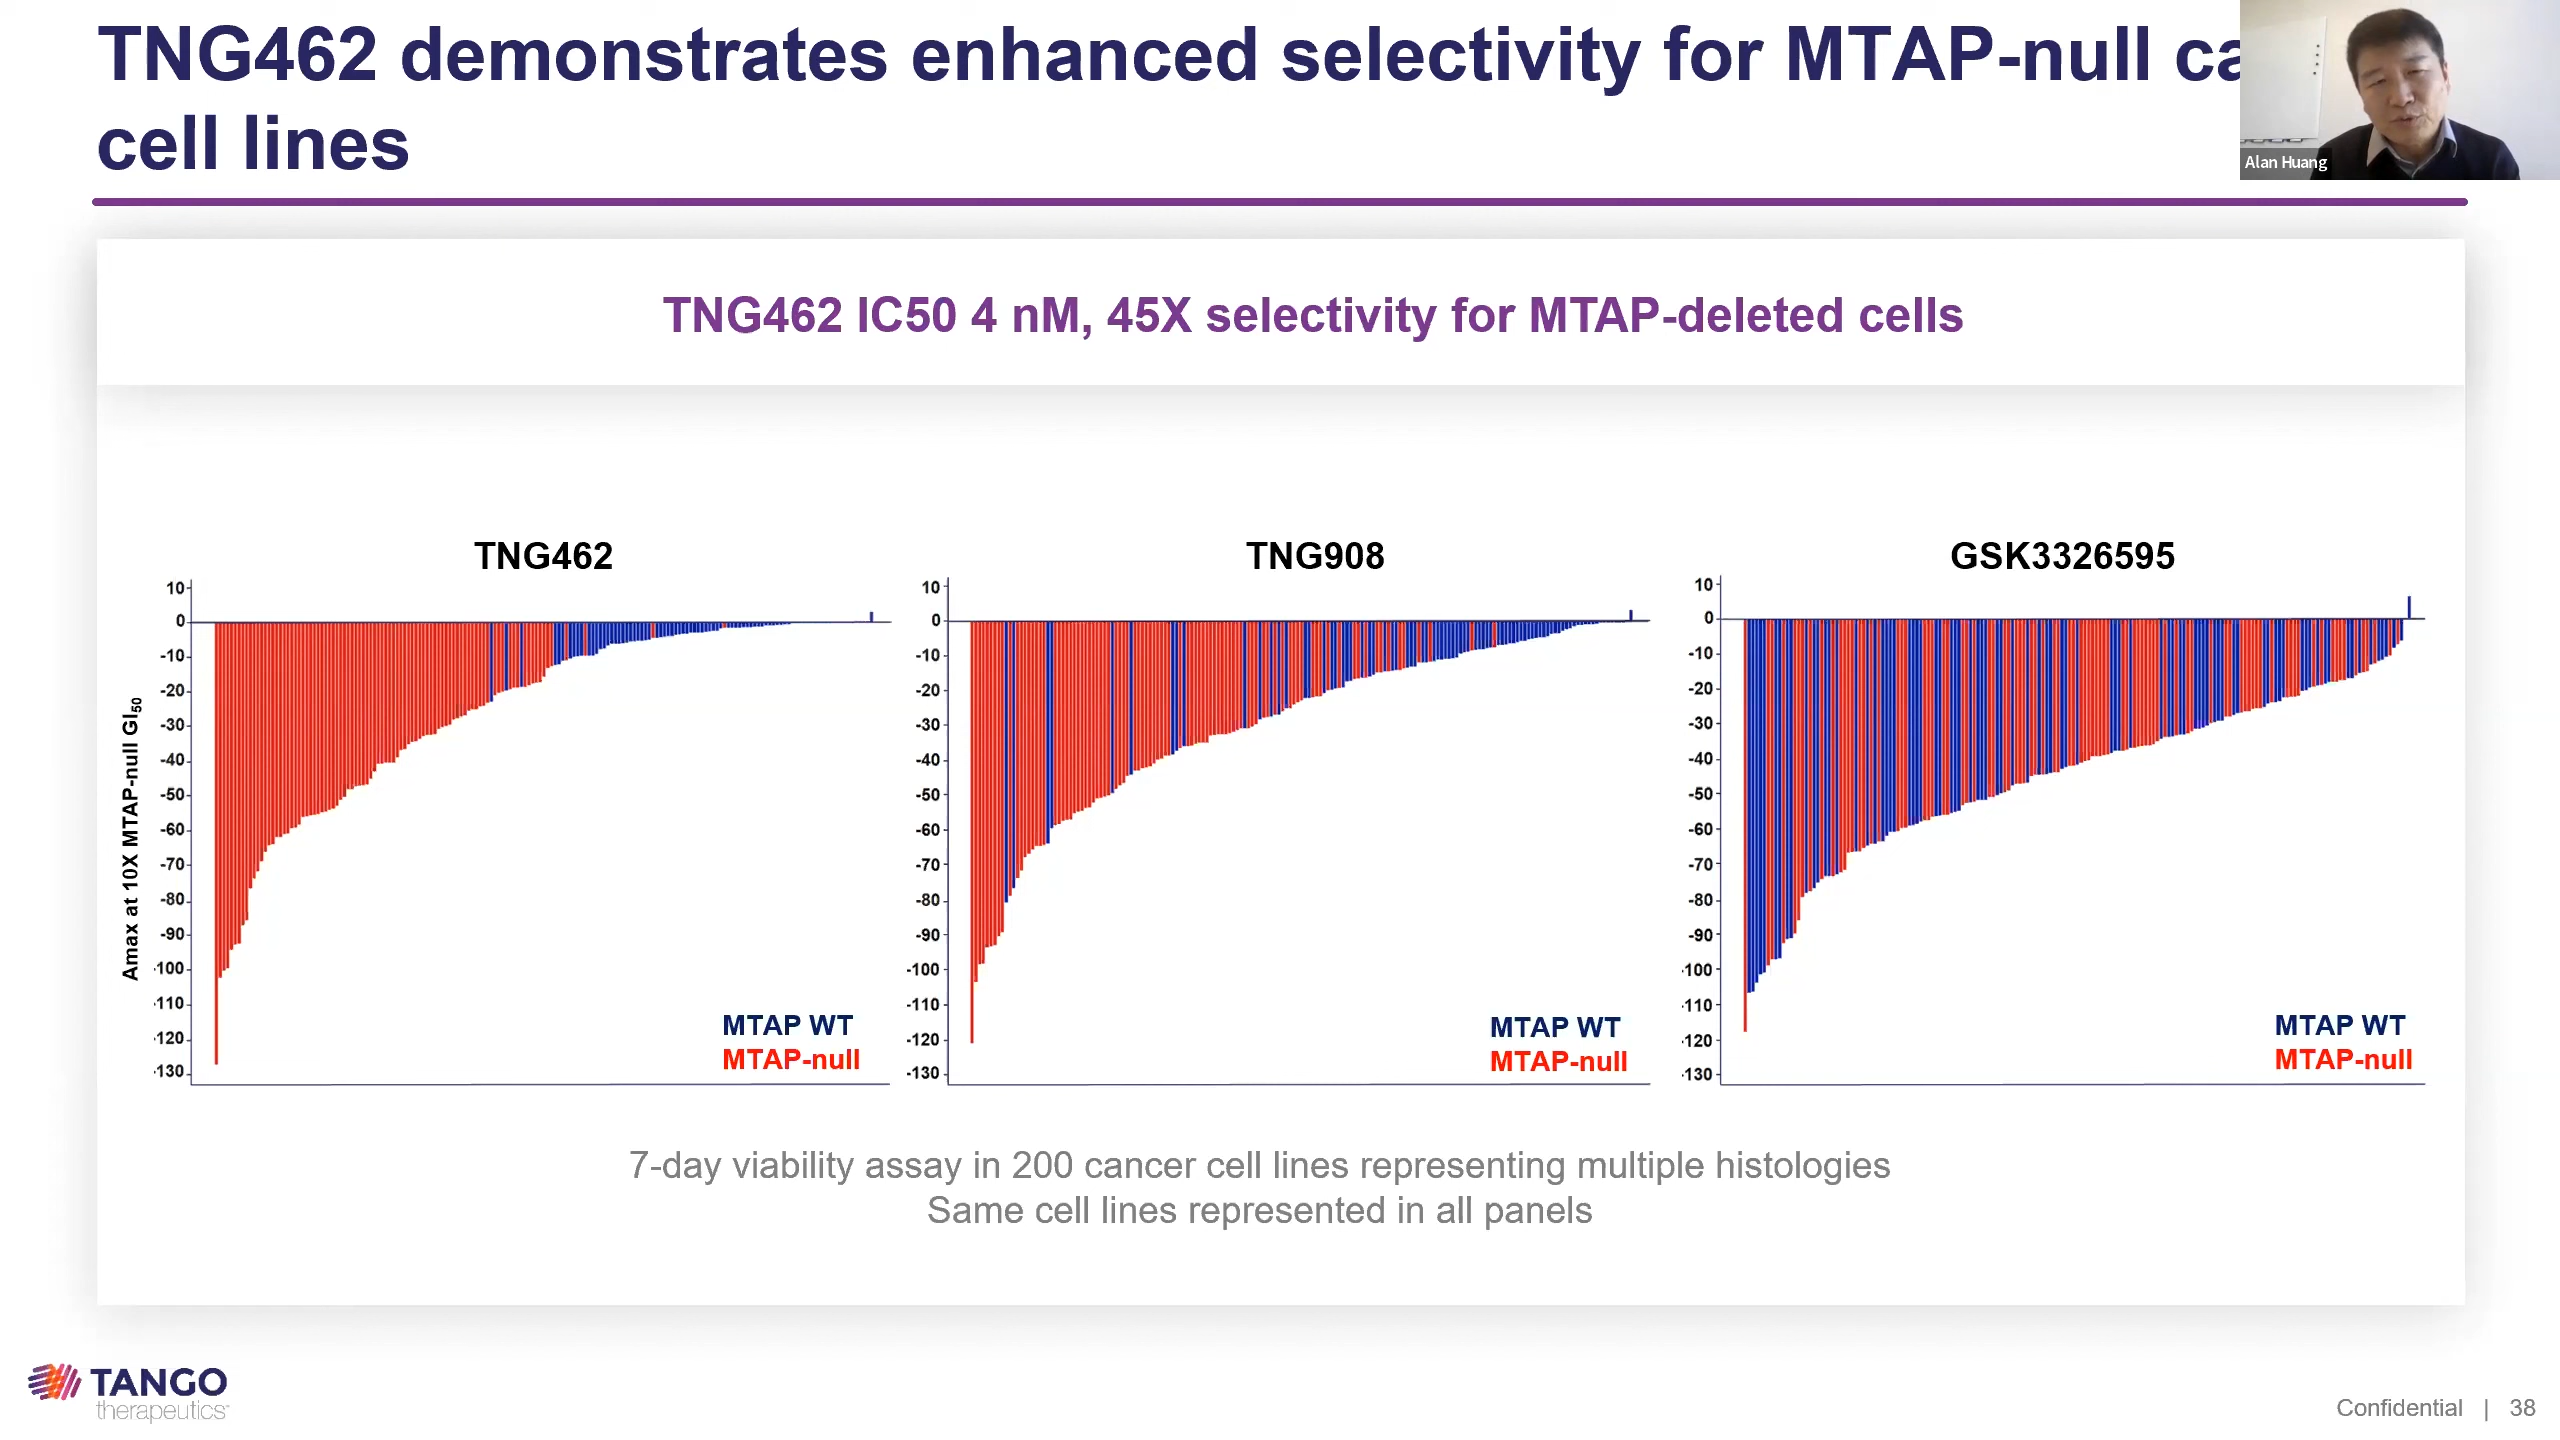 TNG462 demonstrates enhanced selectivity for MTAP-null ca
cell lines
Alan Huang
TNG462 IC50 4 nM, 45X selectivity for MTAP-deleted cells
TNG462
Amax at 10X MTAP-null GI50
10
0
-10
-20
-30
-40
-50
-60
-70
-80
-90
-100
-110
-120
-130
MTAP WT
MTAP-null
TNG908
10
0
-10
-20
-30
-40
-50
-60
-70
-80
-90
-100
-110
-120
-130
MTAP WT
MTAP-null
GSK3326595
10
0
-10
-20
-30
-40
-50
-60
-70
-80
-90
-100
-110
-120
-130
MTAP WT
MTAP-null
7-day viability assay in 200 cancer cell lines representing multiple histologies
Same cell lines represented in all panels
TANGO
therapeutics
Confidential | 38